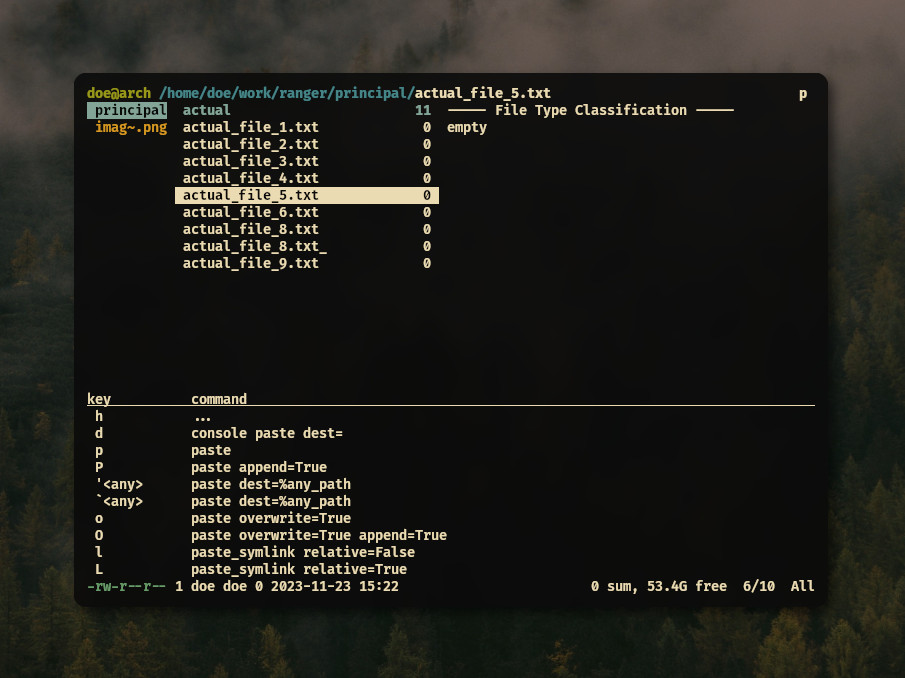 doe@arch /home/doe/work/ranger/principal/actual_file_5.txt p
principal actual 11 ──── File Type Classification ────
imag~.png actual_file_1.txt 0 empty
actual_file_2.txt 0
actual_file_3.txt 0
actual_file_4.txt 0
actual_file_5.txt 0
actual_file_6.txt 0
actual_file_8.txt 0
actual_file_8.txt_ 0
actual_file_9.txt 0
key command
h ...
d console paste dest=
p paste
P paste append=True
'<any> paste dest=%any_path
`<any> paste dest=%any_path
o paste overwrite=True
O paste overwrite=True append=True
l paste_symlink relative=False
L paste_symlink relative=True
-rw-r--r-- 1 doe doe 0 2023-11-23 15:22 0 sum, 53.4G free 6/10 All